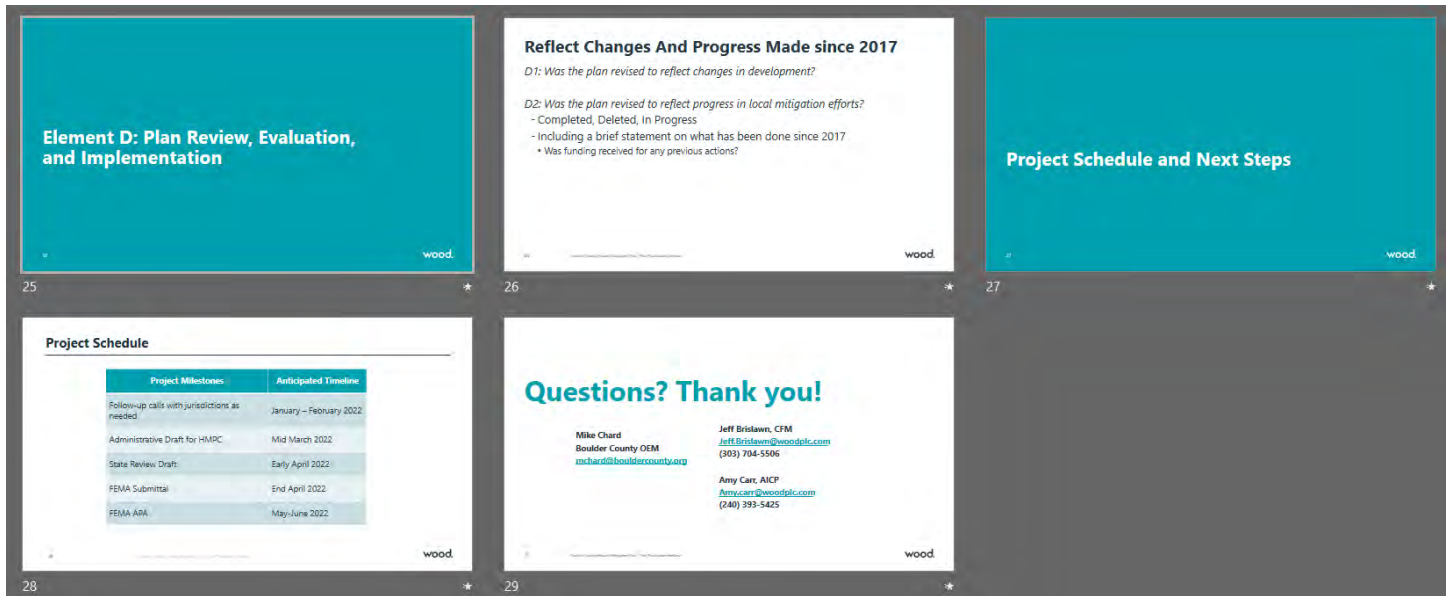 Element D: Plan Review, Evaluation,
and Implementation
wood.
25
Reflect Changes And Progress Made since 2017
D1: Was the plan revised to reflect changes in development?
D2: Was the plan revised to reflect progress in local mitigation efforts?
- Completed, Deleted, In Progress
- Including a brief statement on what has been done since 2017
• Was funding received for any previous actions?
wood.
26
Project Schedule and Next Steps
wood.
27
Project Schedule
Project Milestones Anticipated Timeline
Follow-up calls with jurisdictions as
needed January – February 2022
Administrative Draft for HMPC Mid March 2022
State Review Draft Early April 2022
FEMA Submittal End April 2022
FEMA APA May-June 2022
wood.
28
Questions? Thank you!
Mike Chard
Boulder County OEM
mchard@bouldercounty.org
Jeff Brislawn, CFM
Jeff.Brislawn@woodplc.com
(303) 704-5506
Amy Carr, AICP
Amy.carr@woodplc.com
(240) 393-5425
wood.
29